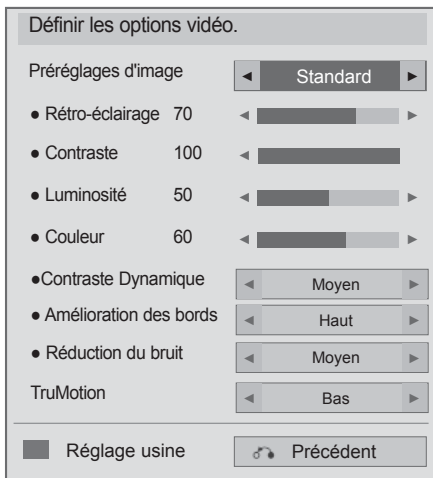 Définir les options vidéo.
Préréglages d'image ◄ Standard ►
● Rétro-éclairage 70 ◄ ►
● Contraste 100 ◄
● Luminosité 50 ◄ ►
● Couleur 60 ◄ ►
●Contraste Dynamique ◄ Moyen ►
● Amélioration des bords ◄ Haut ►
● Réduction du bruit ◄ Moyen ►
TruMotion ◄ Bas ►
Réglage usine Précédent